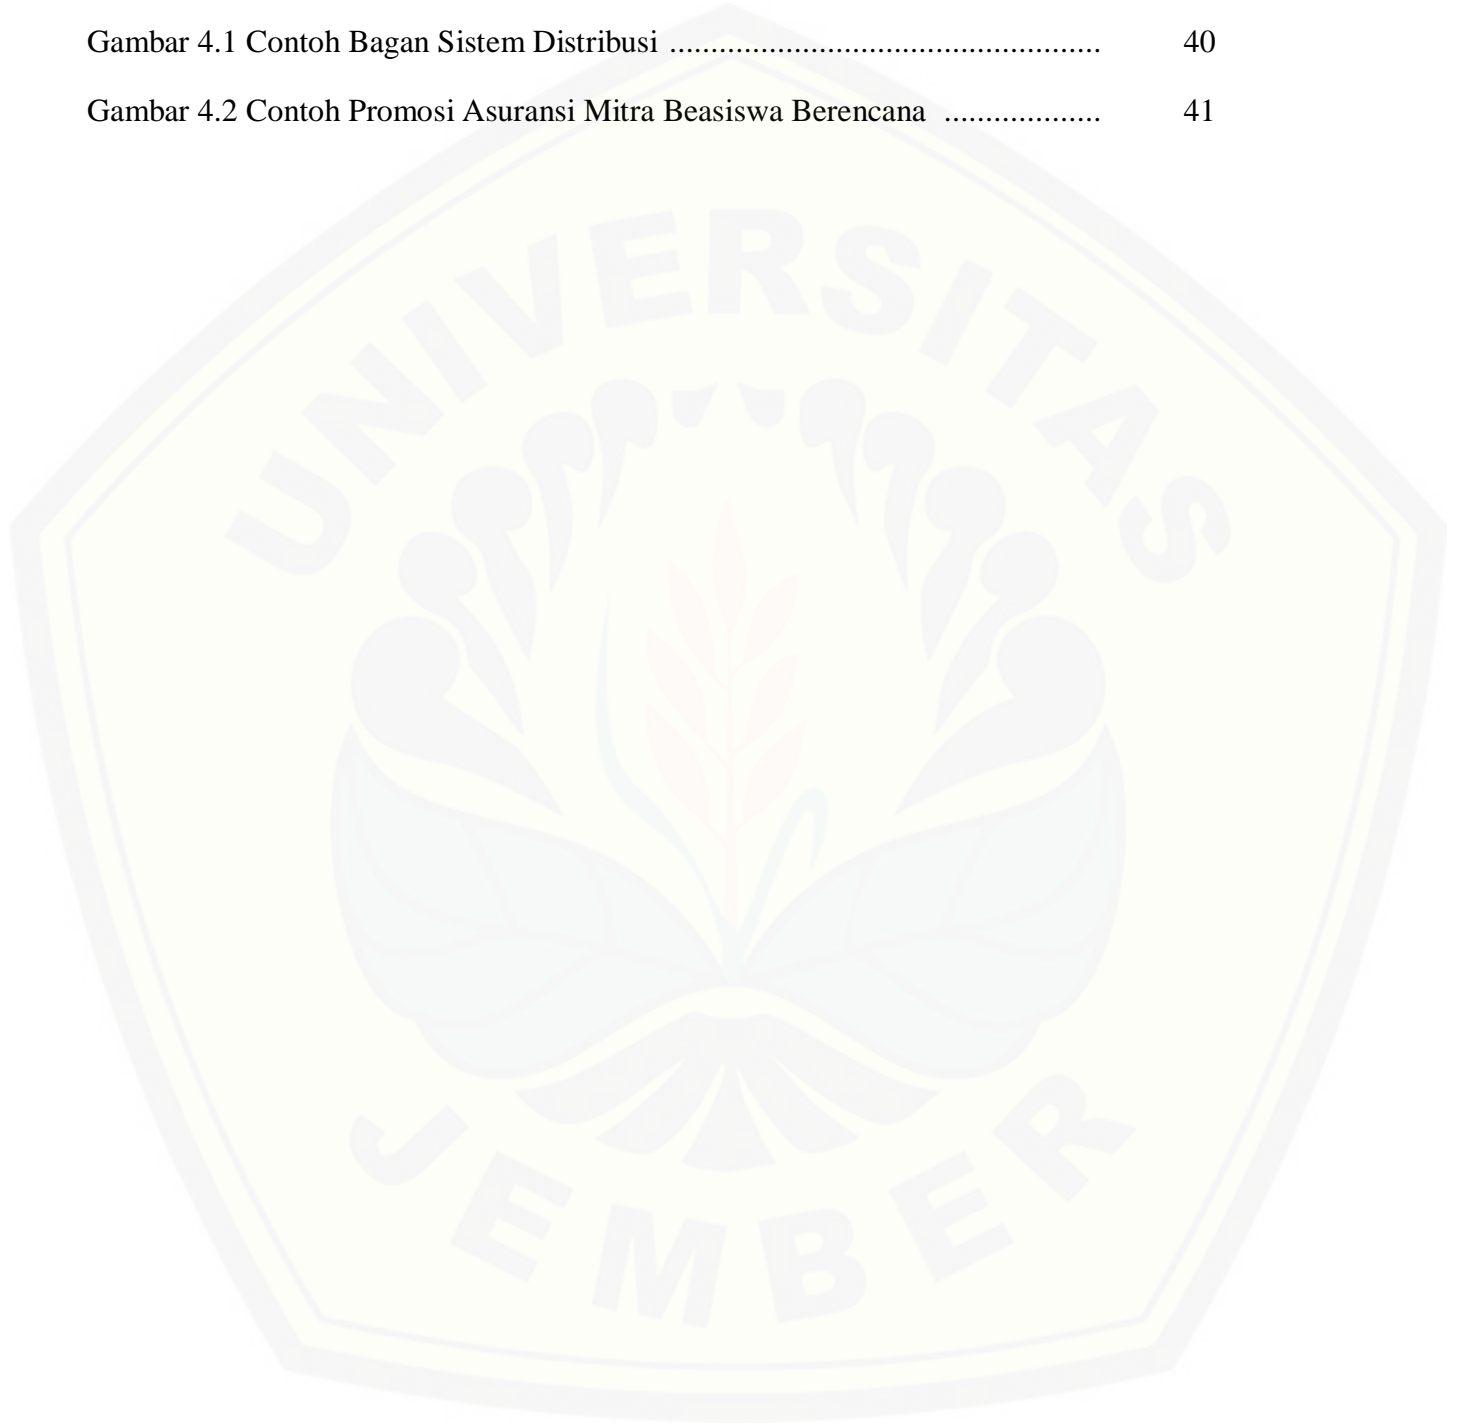 Gambar 4.1 Contoh Bagan Sistem Distribusi .................................................... 40
Gambar 4.2 Contoh Promosi Asuransi Mitra Beasiswa Berencana ................... 41
UNIVERSITAS
JEMBER